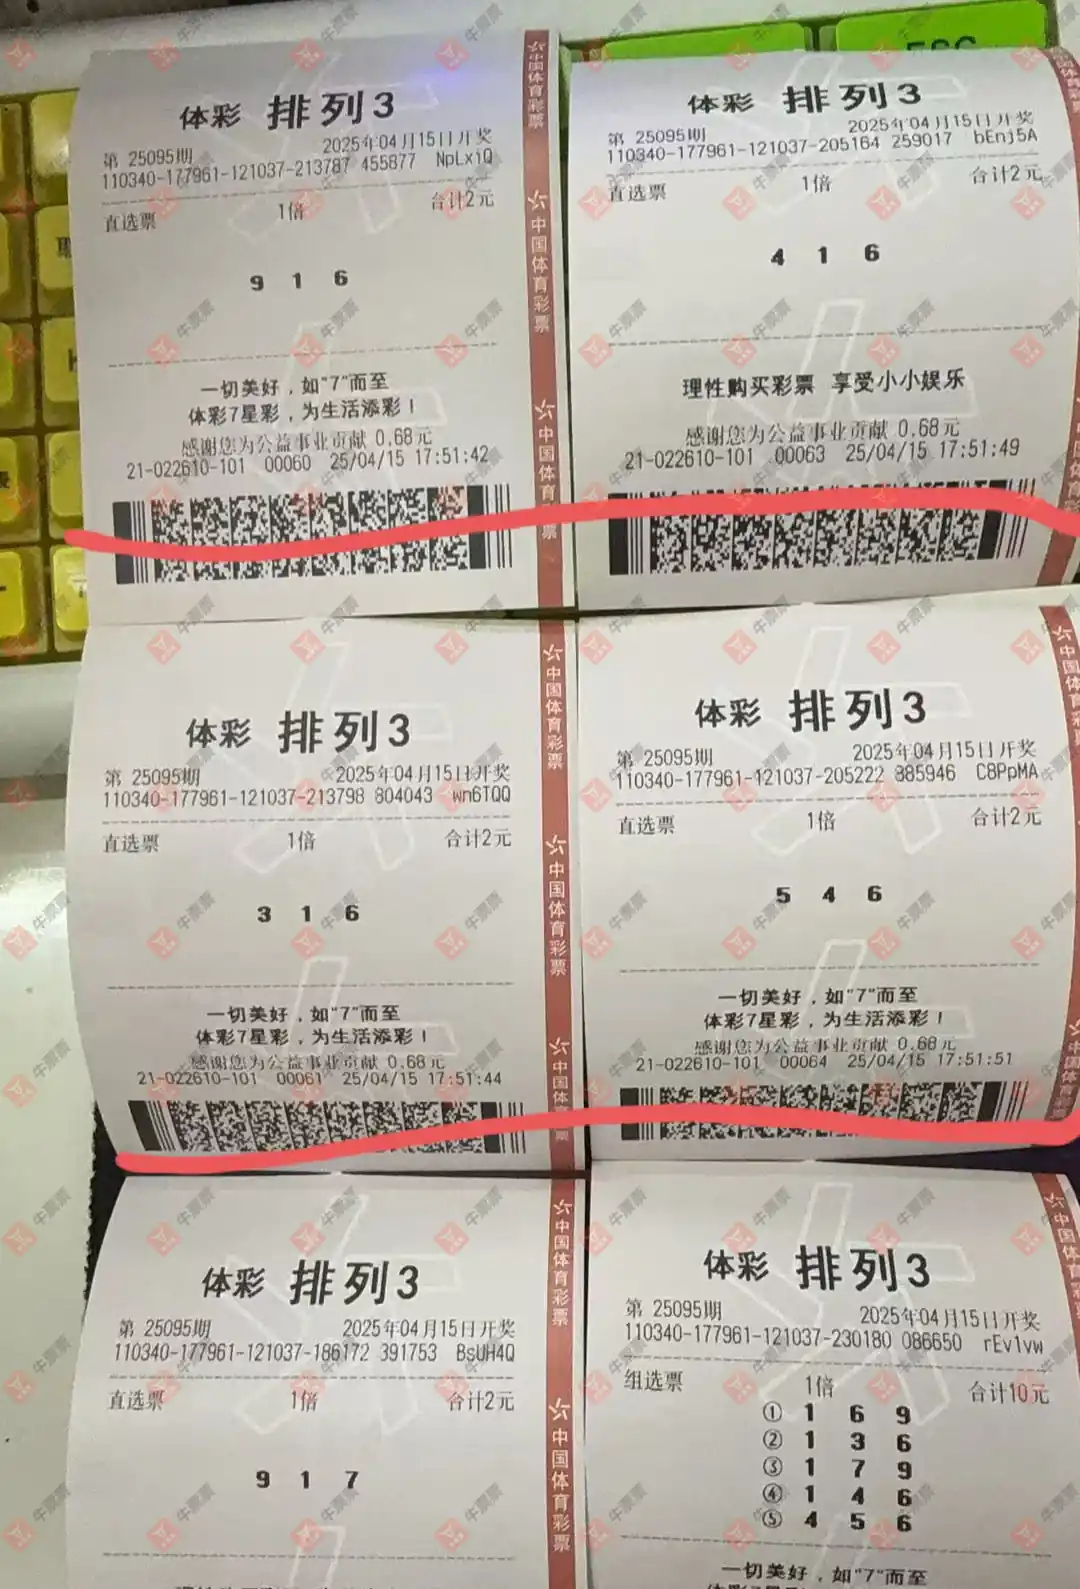 ESC
体彩 排列3
第 25095期 2025年04月15日开奖
110340-177961-121037-213787 455877 NpLxiQ
直选票 1倍 合计2元
9 1 6
一切美好，如"7"而至
体彩7星彩，为生活添彩！
感谢您为公益事业贡献 0.68元
21-022610-101 00060 25/04/15 17:51:42
中国体育彩票
体彩 排列3
第 25095期 2025年04月15日开奖
110340-177961-121037-205164 259017 bEnj5A
直选票 1倍 合计2元
4 1 6
理性购买彩票 享受小小娱乐
感谢您为公益事业贡献 0.68元
21-022610-101 00063 25/04/15 17:51:49
体彩 排列3
第 25095期 2025年04月15日开奖
110340-177961-121037-213798 804043 wn6TQQ
直选票 1倍 合计2元
3 1 6
一切美好，如"7"而至
体彩7星彩，为生活添彩！
感谢您为公益事业贡献 0.68元
21-022610-101 00061 25/04/15 17:51:44
中国体育彩票
体彩 排列3
第 25095期 2025年04月15日开奖
110340-177961-121037-205222 885946 C8PpMA
直选票 1倍 合计2元
5 4 6
一切美好，如"7"而至
体彩7星彩，为生活添彩！
感谢您为公益事业贡献 0.68元
21-022610-101 00064 25/04/15 17:51:51
体彩 排列3
第 25095期 2025年04月15日开奖
110340-177961-121037-186172 391753 BsUH4Q
直选票 1倍 合计2元
9 1 7
中国体育彩票
体彩 排列3
第 25095期 2025年04月15日开奖
110340-177961-121037-230180 086650 rEv1vw
组选票 1倍 合计10元
① 1 6 9
② 1 3 6
③ 1 7 9
④ 1 4 6
⑤ 4 5 6
一切美好，如"7"而至
牛票票